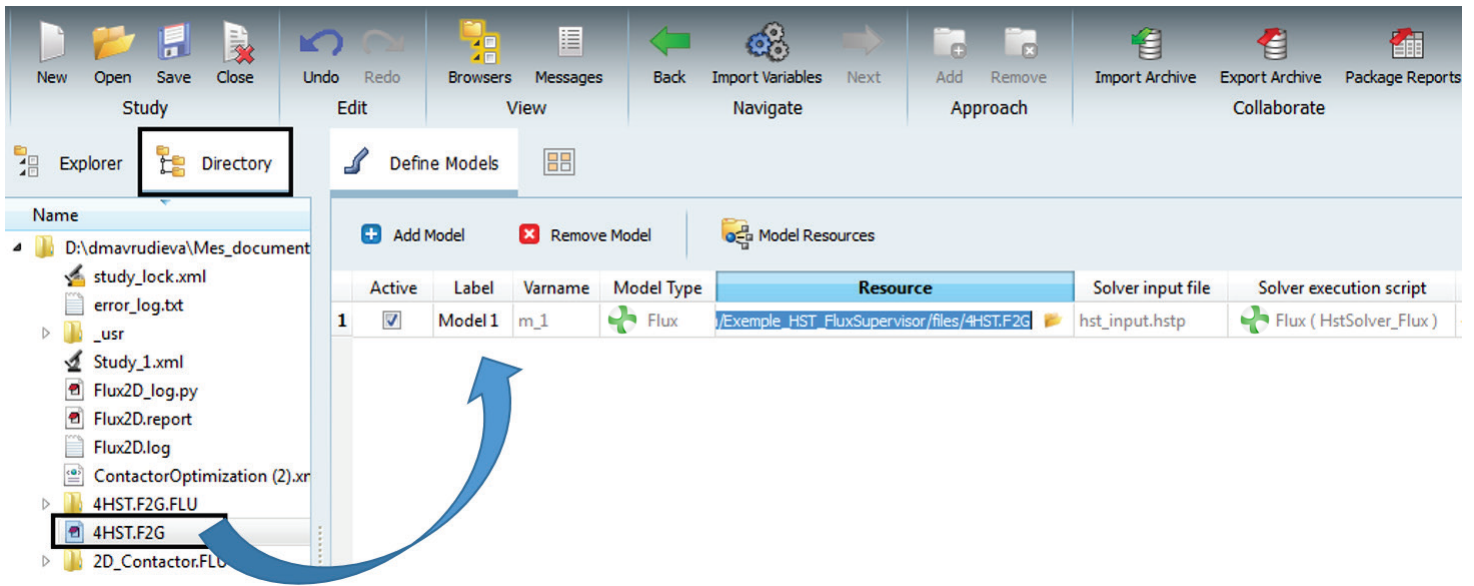 New Open Save Close Undo Redo Browsers Messages Back Import Variables Next Add Remove Import Archive Export Archive Package Reports
Study Edit View Navigate Approach Collaborate
Explorer Directory Define Models
Name
D:\dmavrudieva\Mes_document
study_lock.xml
error_log.txt
_usr
Study_1.xml
Flux2D_log.py
Flux2D.report
Flux2D.log
ContactorOptimization (2).xr
4HST.F2G.FLU
4HST.F2G
2D_Contactor.FLU
Add Model Remove Model Model Resources
Active Label Varname Model Type Resource Solver input file Solver execution script
1 Model 1 m_1 Flux /Exemple_HST_FluxSupervisor/files/4HST.F2G hst_input.hstp Flux ( HstSolver_Flux )